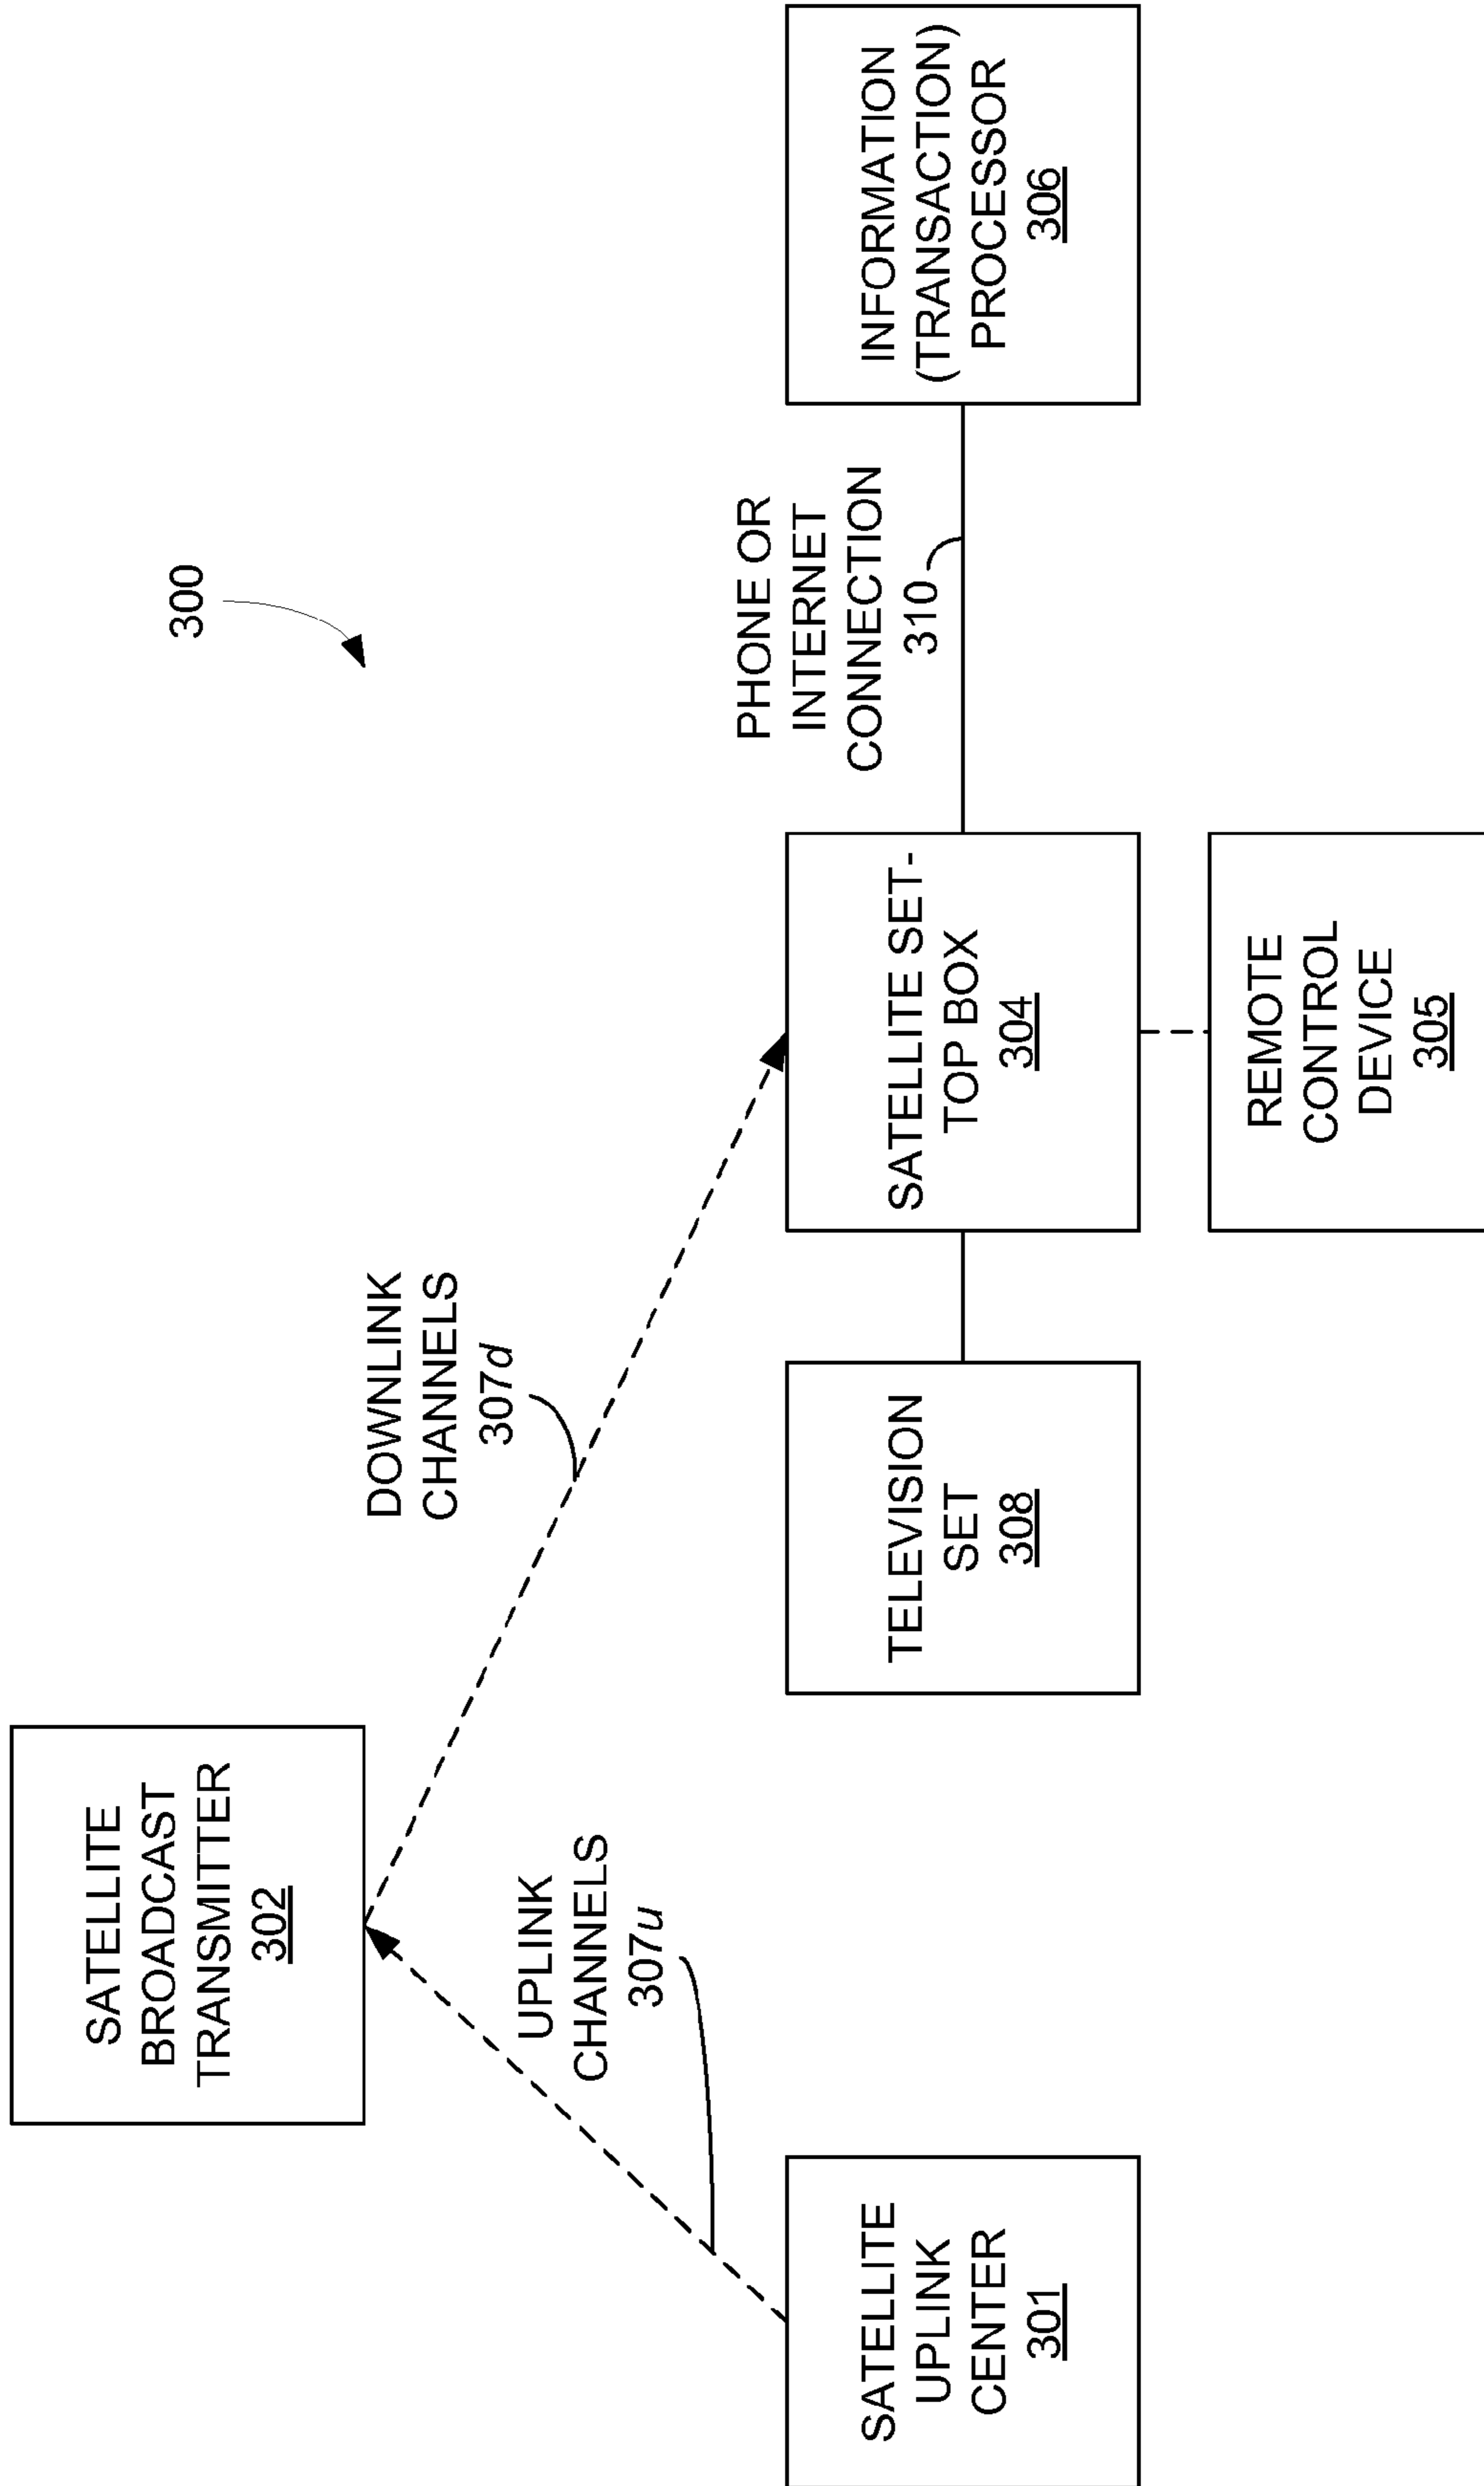 300
SATELLITE
BROADCAST
TRANSMITTER
302
DOWNLINK
CHANNELS
307d
UPLINK
CHANNELS
307u
PHONE OR
INTERNET
CONNECTION
310
SATELLITE
UPLINK
CENTER
301
TELEVISION
SET
308
SATELLITE SET-
TOP BOX
304
INFORMATION
(TRANSACTION)
PROCESSOR
306
REMOTE
CONTROL
DEVICE
305